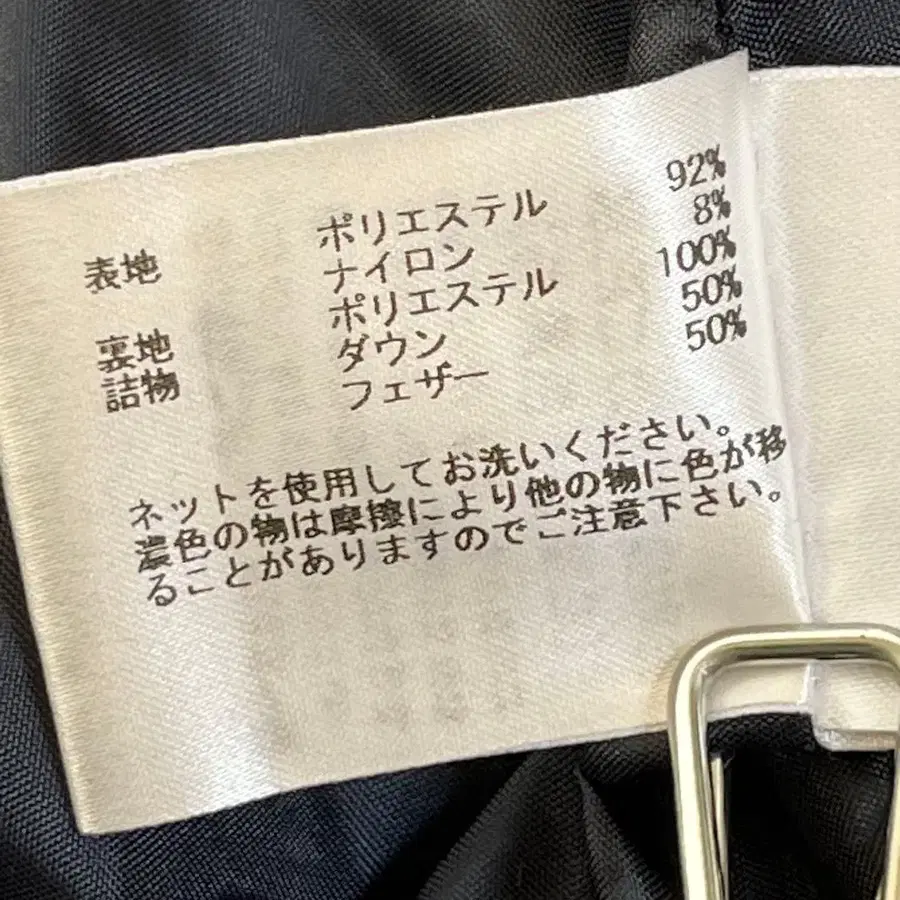 表地 ポリエステル 92%
ナイロン 8%
裏地 ポリエステル 100%
詰物 ダウン 50%
フェザー 50%
ネットを使用してお洗いください。
濃色の物は摩擦により他の物に色が移
ることがありますのでご注意下さい。